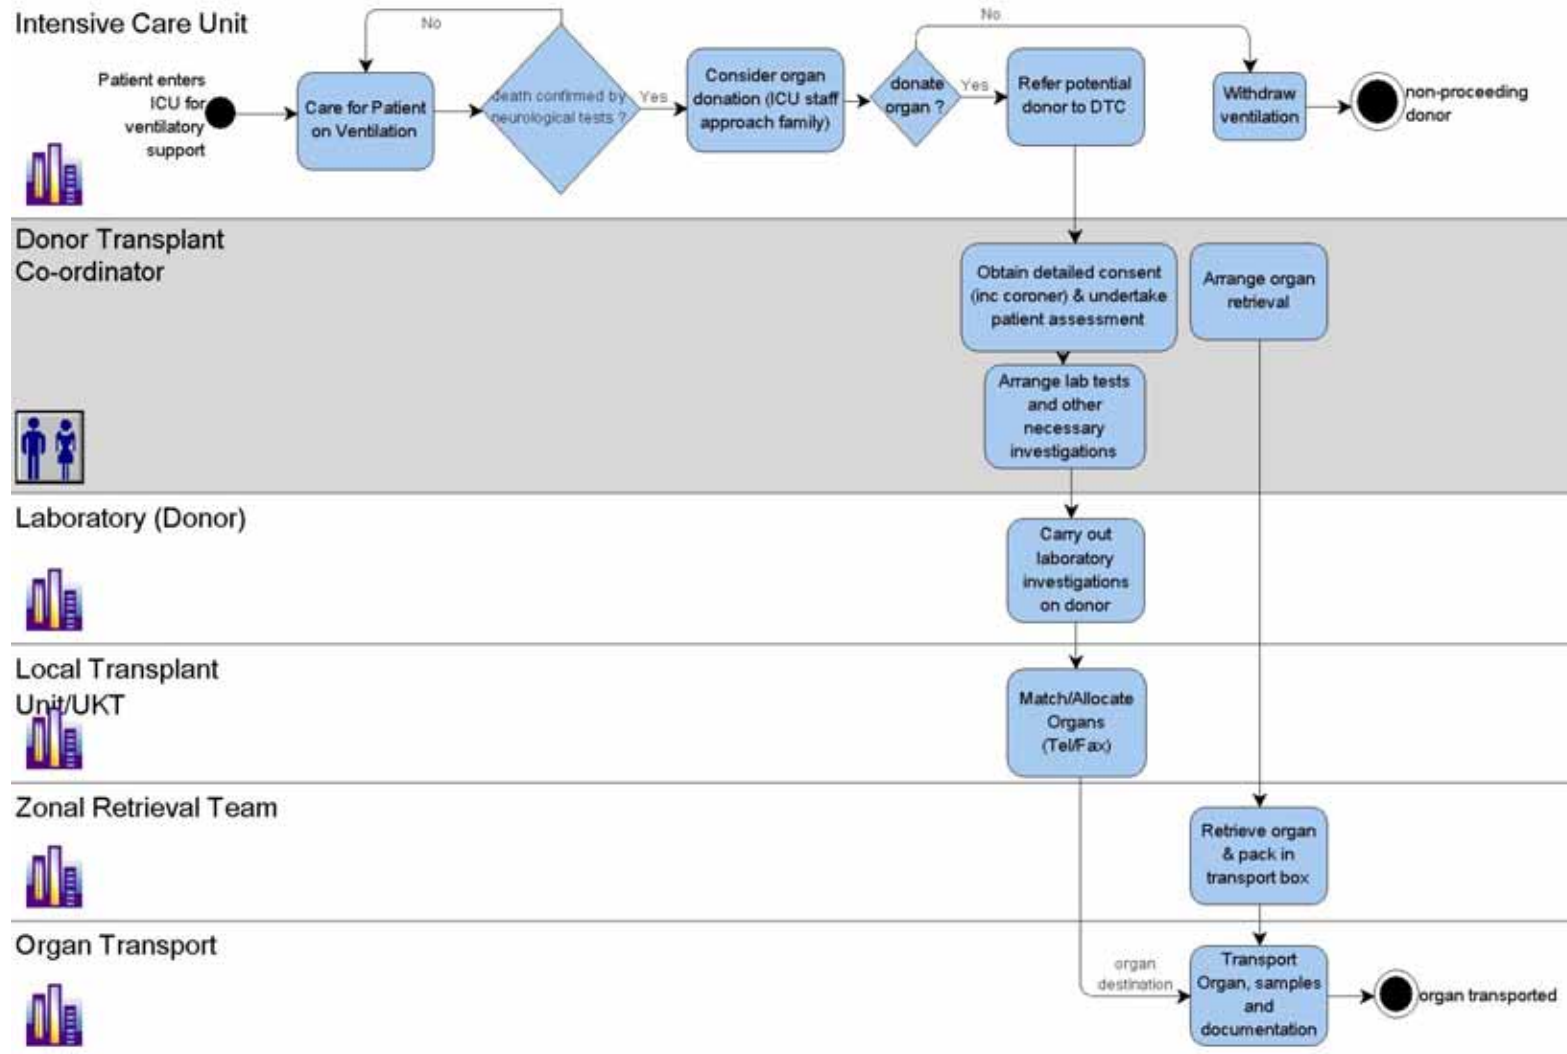 Intensive Care Unit
No
No
Patient enters
ICU for
ventilatory
support
Care for Patient
on Ventilation
death confirmed by
neurological tests ?
Yes
Consider organ
donation (ICU staff
approach family)
donate
organ ?
Yes
Refer potential
donor to DTC
Withdraw
ventilation
non-proceeding
donor
Donor Transplant
Co-ordinator
Obtain detailed consent
(inc coroner) & undertake
patient assessment
Arrange organ
retrieval
Arrange lab tests
and other
necessary
investigations
Laboratory (Donor)
Carry out
laboratory
investigations
on donor
Local Transplant
Unit/UKT
Match/Allocate
Organs
(Tel/Fax)
Zonal Retrieval Team
Retrieve organ
& pack in
transport box
Organ Transport
organ
destination
Transport
Organ, samples
and
documentation
organ transported